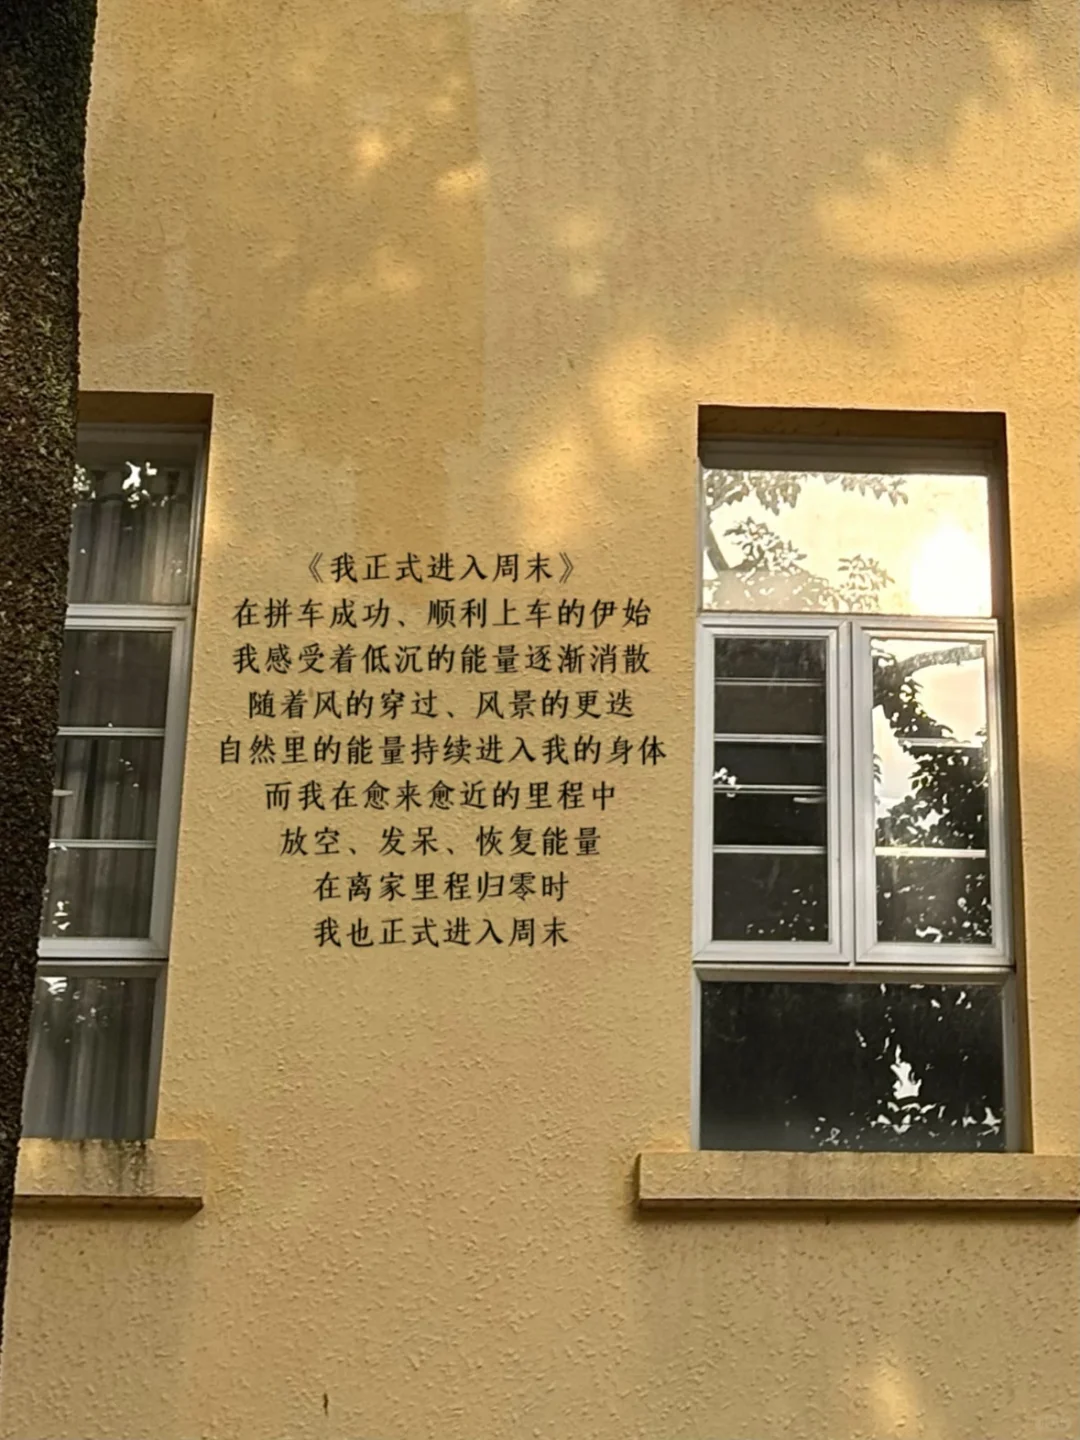 《我正式进入周末》
在拼车成功、顺利上车的伊始
我感受着低沉的能量逐渐消散
随着风的穿过、风景的更迭
自然里的能量持续进入我的身体
而我在愈来愈近的里程中
放空、发呆、恢复能量
在离家里程归零时
我也正式进入周末